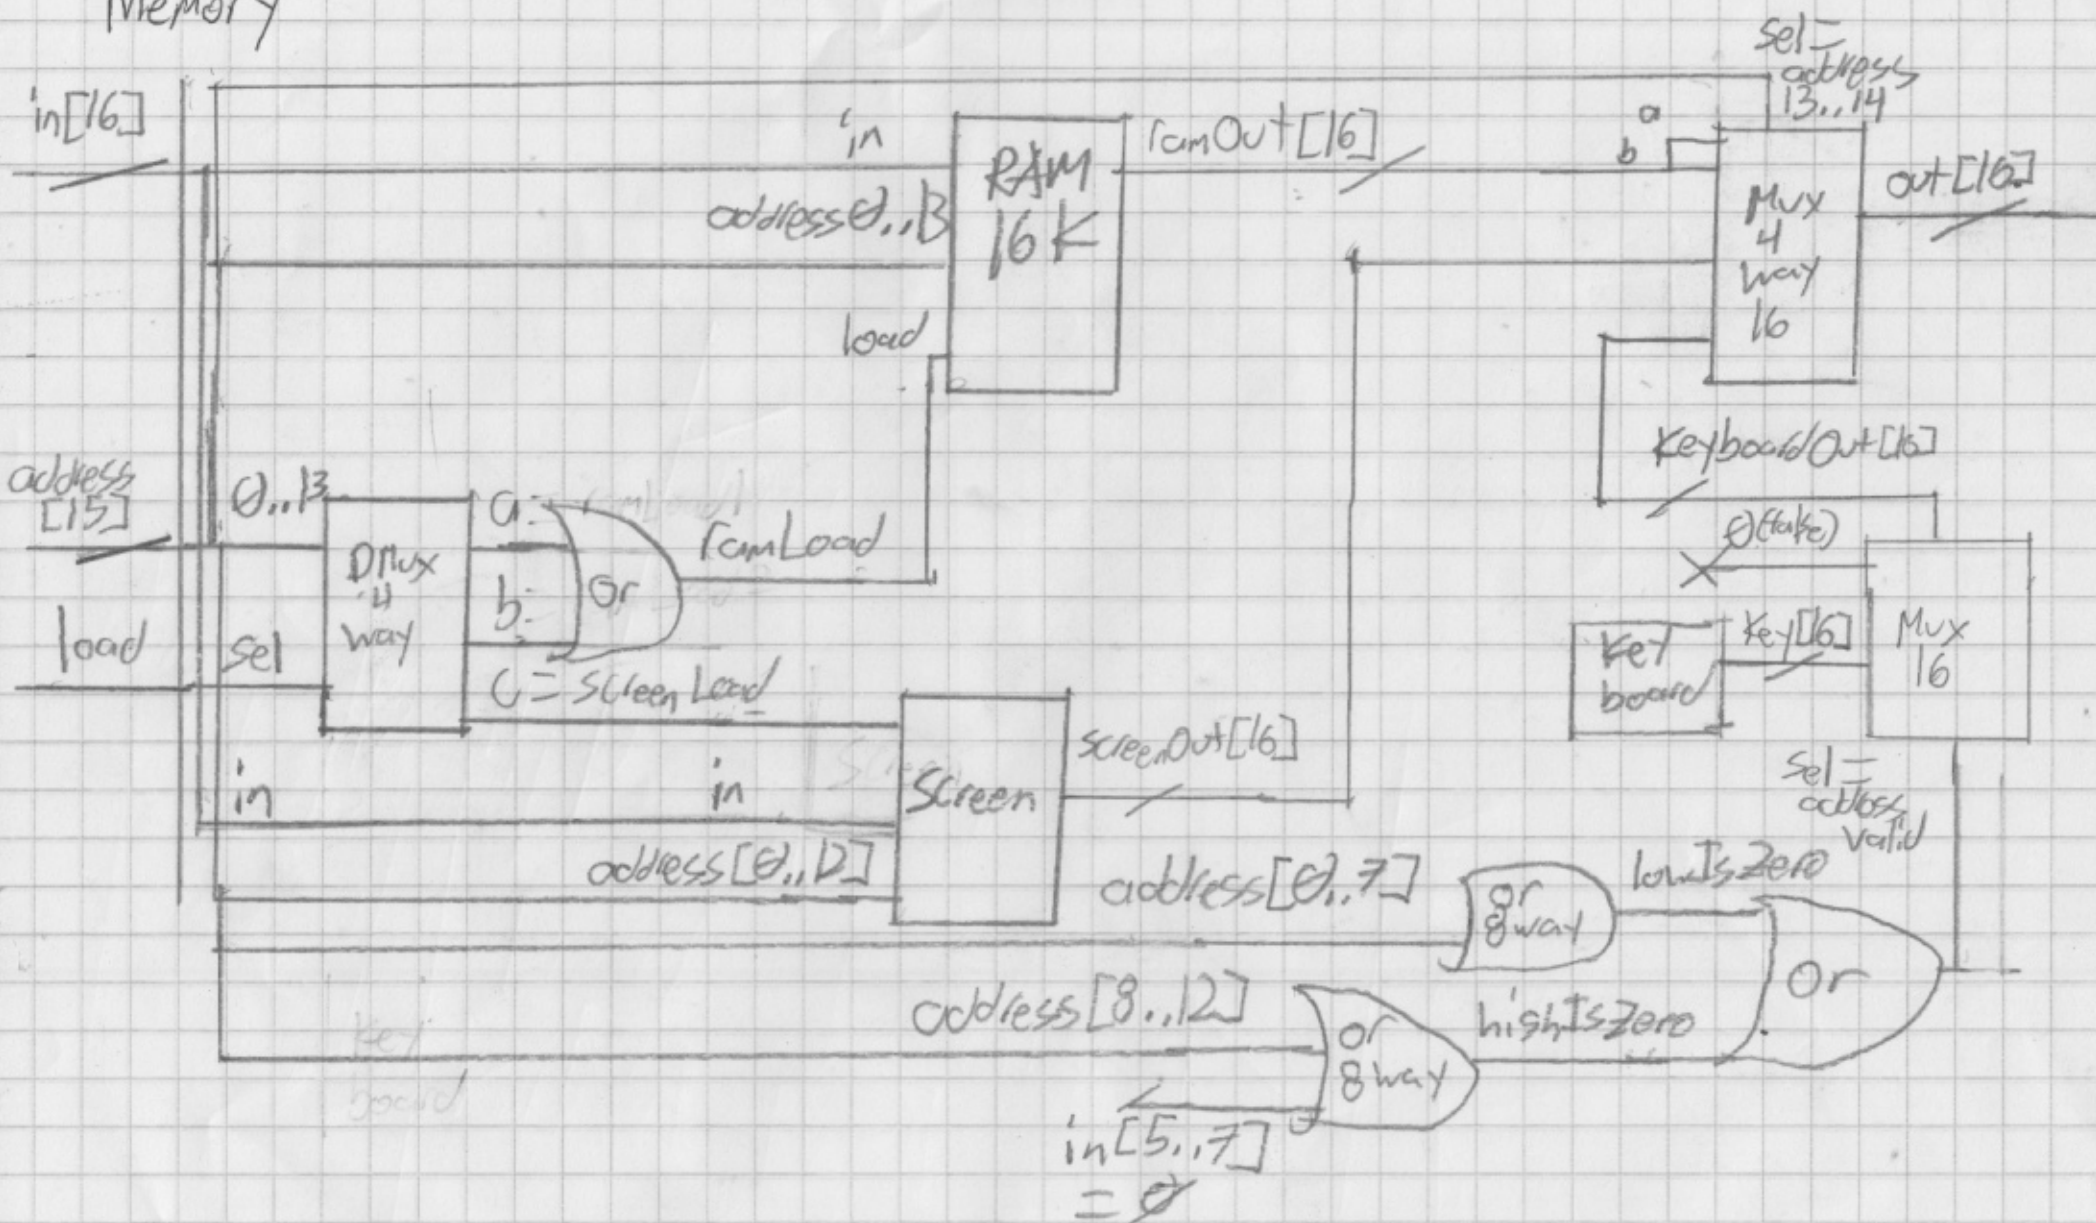 Memory
in[16]
in
address0..13
load
RAM
16K
ramOut[16]
a
b
sel=
address
13..14
Mux
4
way
16
out[16]
address
[15]
0..13
load
sel
DMux
4
way
a=
b=
or
ramLoad
c=screenLoad
in
in
address[0..12]
Screen
screenOut[16]
KeyboardOut[16]
0(false)
Key
board
Key[16]
Mux
16
sel=
address
valid
address[0..7]
or
8way
lowIsZero
address[8..12]
or
8way
highIsZero
or
in[5..7]
=0